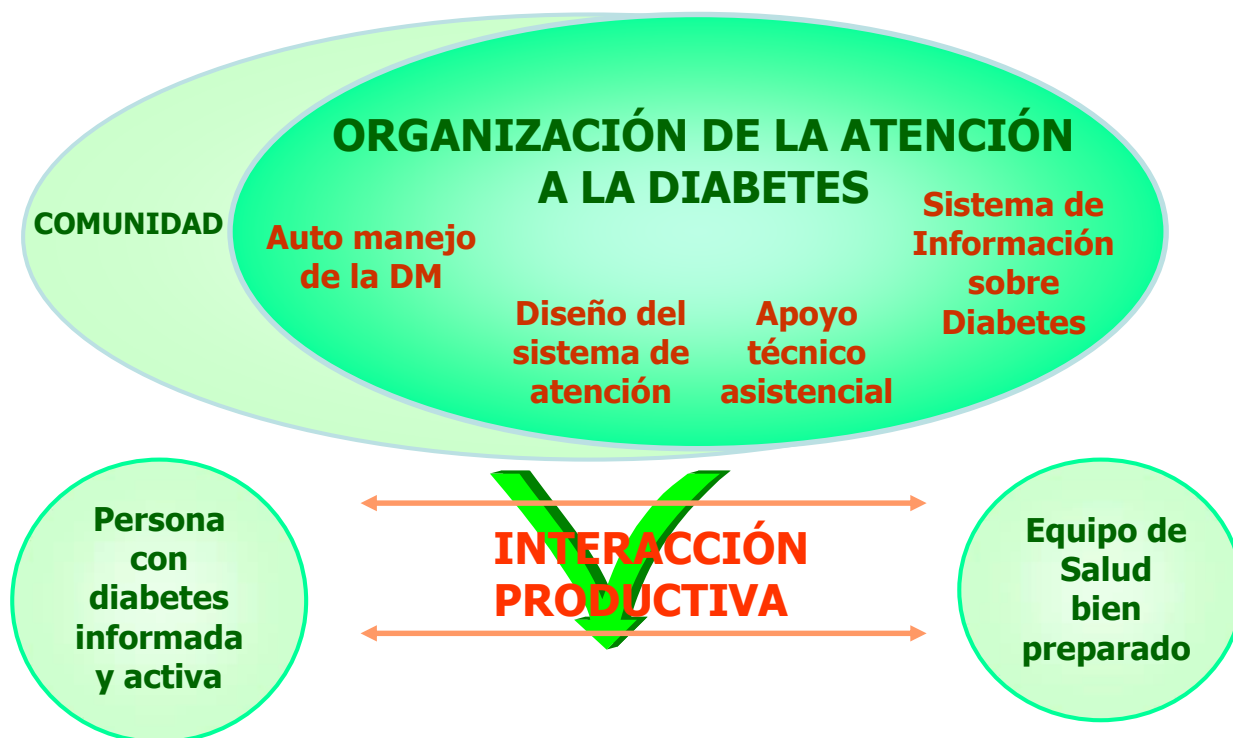 ORGANIZACIÓN DE LA ATENCIÓN
A LA DIABETES
COMUNIDAD
Auto manejo
de la DM
Diseño del
sistema de
atención
Apoyo
técnico
asistencial
Sistema de
Información
sobre
Diabetes
Persona
con
diabetes
informada
y activa
INTERACCIÓN
PRODUCTIVA
Equipo de
Salud
bien
preparado